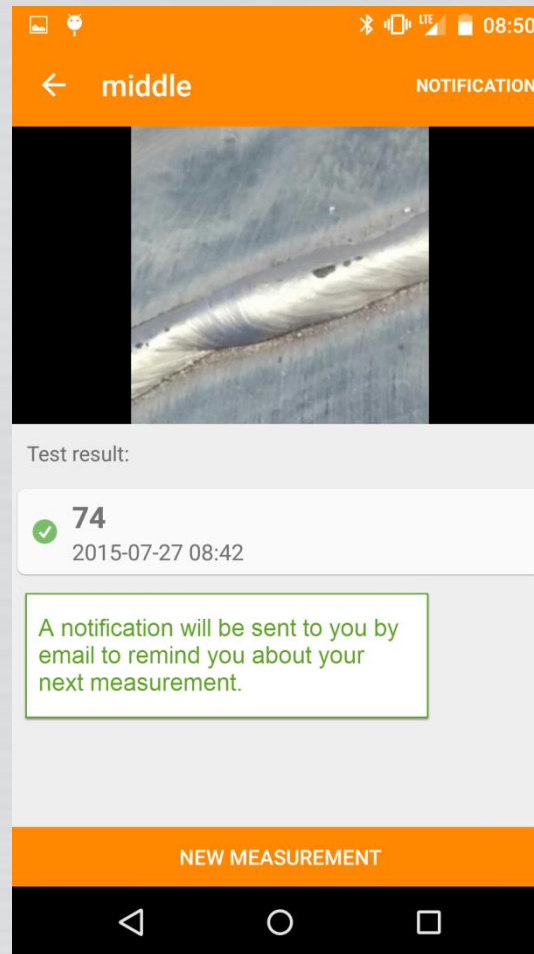 LTE 08:50
middle NOTIFICATION
Test result:
74
2015-07-27 08:42
A notification will be sent to you by
email to remind you about your
next measurement.
NEW MEASUREMENT